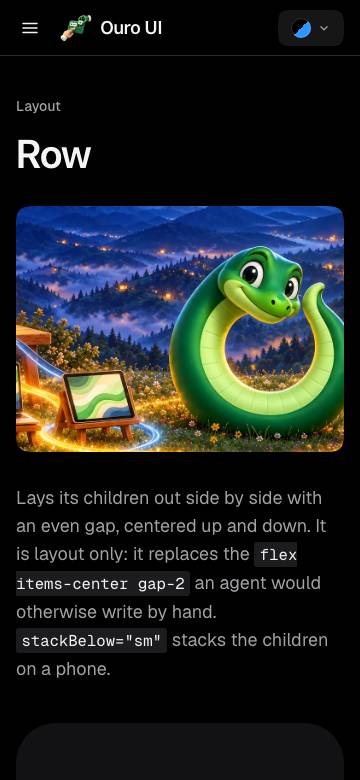 Ouro UI
Layout
Row
Lays its children out side by side with
an even gap, centered up and down. It
is layout only: it replaces the flex
items-center gap-2 an agent would
otherwise write by hand.
stackBelow="sm" stacks the children
on a phone.